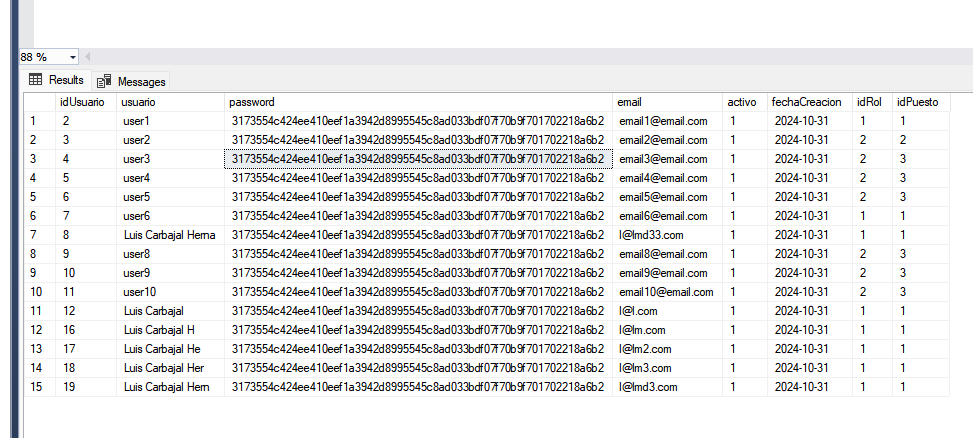 88 %
Results Messages
idUsuario usuario password email activo fechaCreacion idRol idPuesto
1 2 user1 3173554c424ee410eef1a3942d8995545c8ad033bdf07f70b9f701702218a6b2 email1@email.com 1 2024-10-31 1 1
2 3 user2 3173554c424ee410eef1a3942d8995545c8ad033bdf07f70b9f701702218a6b2 email2@email.com 1 2024-10-31 2 2
3 4 user3 3173554c424ee410eef1a3942d8995545c8ad033bdf07f70b9f701702218a6b2 email3@email.com 1 2024-10-31 2 3
4 5 user4 3173554c424ee410eef1a3942d8995545c8ad033bdf07f70b9f701702218a6b2 email4@email.com 1 2024-10-31 2 3
5 6 user5 3173554c424ee410eef1a3942d8995545c8ad033bdf07f70b9f701702218a6b2 email5@email.com 1 2024-10-31 2 3
6 7 user6 3173554c424ee410eef1a3942d8995545c8ad033bdf07f70b9f701702218a6b2 email6@email.com 1 2024-10-31 1 1
7 8 Luis Carbajal Herna 3173554c424ee410eef1a3942d8995545c8ad033bdf07f70b9f701702218a6b2 l@lmd33.com 1 2024-10-31 1 1
8 9 user8 3173554c424ee410eef1a3942d8995545c8ad033bdf07f70b9f701702218a6b2 email8@email.com 1 2024-10-31 2 3
9 10 user9 3173554c424ee410eef1a3942d8995545c8ad033bdf07f70b9f701702218a6b2 email9@email.com 1 2024-10-31 2 3
10 11 user10 3173554c424ee410eef1a3942d8995545c8ad033bdf07f70b9f701702218a6b2 email10@email.com 1 2024-10-31 2 3
11 12 Luis Carbajal 3173554c424ee410eef1a3942d8995545c8ad033bdf07f70b9f701702218a6b2 l@l.com 1 2024-10-31 1 1
12 16 Luis Carbajal H 3173554c424ee410eef1a3942d8995545c8ad033bdf07f70b9f701702218a6b2 l@lm.com 1 2024-10-31 1 1
13 17 Luis Carbajal He 3173554c424ee410eef1a3942d8995545c8ad033bdf07f70b9f701702218a6b2 l@lm2.com 1 2024-10-31 1 1
14 18 Luis Carbajal Her 3173554c424ee410eef1a3942d8995545c8ad033bdf07f70b9f701702218a6b2 l@lm3.com 1 2024-10-31 1 1
15 19 Luis Carbajal Hern 3173554c424ee410eef1a3942d8995545c8ad033bdf07f70b9f701702218a6b2 l@lmd3.com 1 2024-10-31 1 1